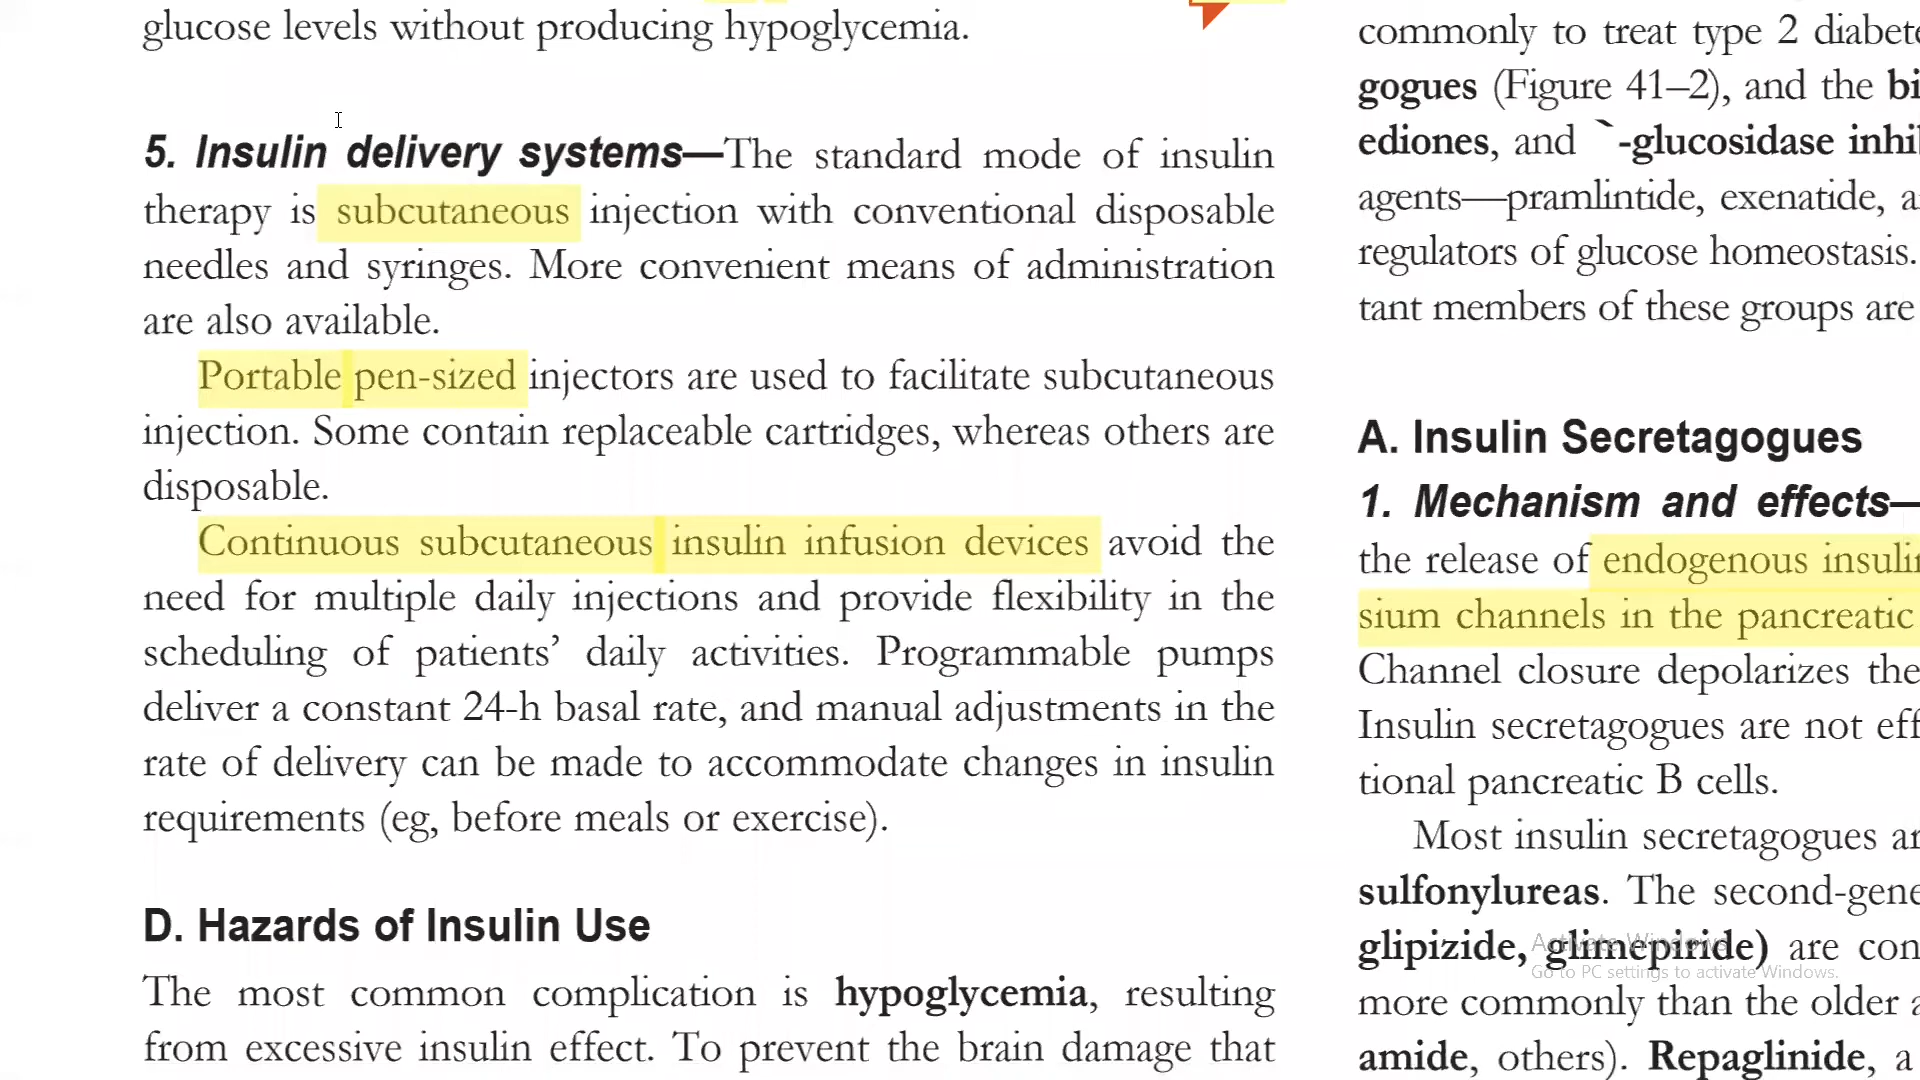 glucose levels without producing hypoglycemia.
5. Insulin delivery systems—The standard mode of insulin
therapy is subcutaneous injection with conventional disposable
needles and syringes. More convenient means of administration
are also available.
Portable pen-sized injectors are used to facilitate subcutaneous
injection. Some contain replaceable cartridges, whereas others are
disposable.
Continuous subcutaneous insulin infusion devices avoid the
need for multiple daily injections and provide flexibility in the
scheduling of patients’ daily activities. Programmable pumps
deliver a constant 24-h basal rate, and manual adjustments in the
rate of delivery can be made to accommodate changes in insulin
requirements (eg, before meals or exercise).
D. Hazards of Insulin Use
The most common complication is hypoglycemia, resulting
from excessive insulin effect. To prevent the brain damage that
commonly to treat type 2
gogues (Figure 41–2), and the
ediones, and `-glucosidase
agents—pramlintide, exenatide,
regulators of glucose homeostasis.
tant members of these groups are
A. Insulin Secretagogues
1. Mechanism and effects—
the release of endogenous
sium channels in the pancreatic
Channel closure depolarizes the
Insulin secretagogues are not
tional pancreatic B cells.
Most insulin secretagogues
sulfonylureas. The
glipizide, glimepiride) are
more commonly than the older
amide, others). Repaglinide, a
Activate Windows
Go to PC settings to activate Windows.